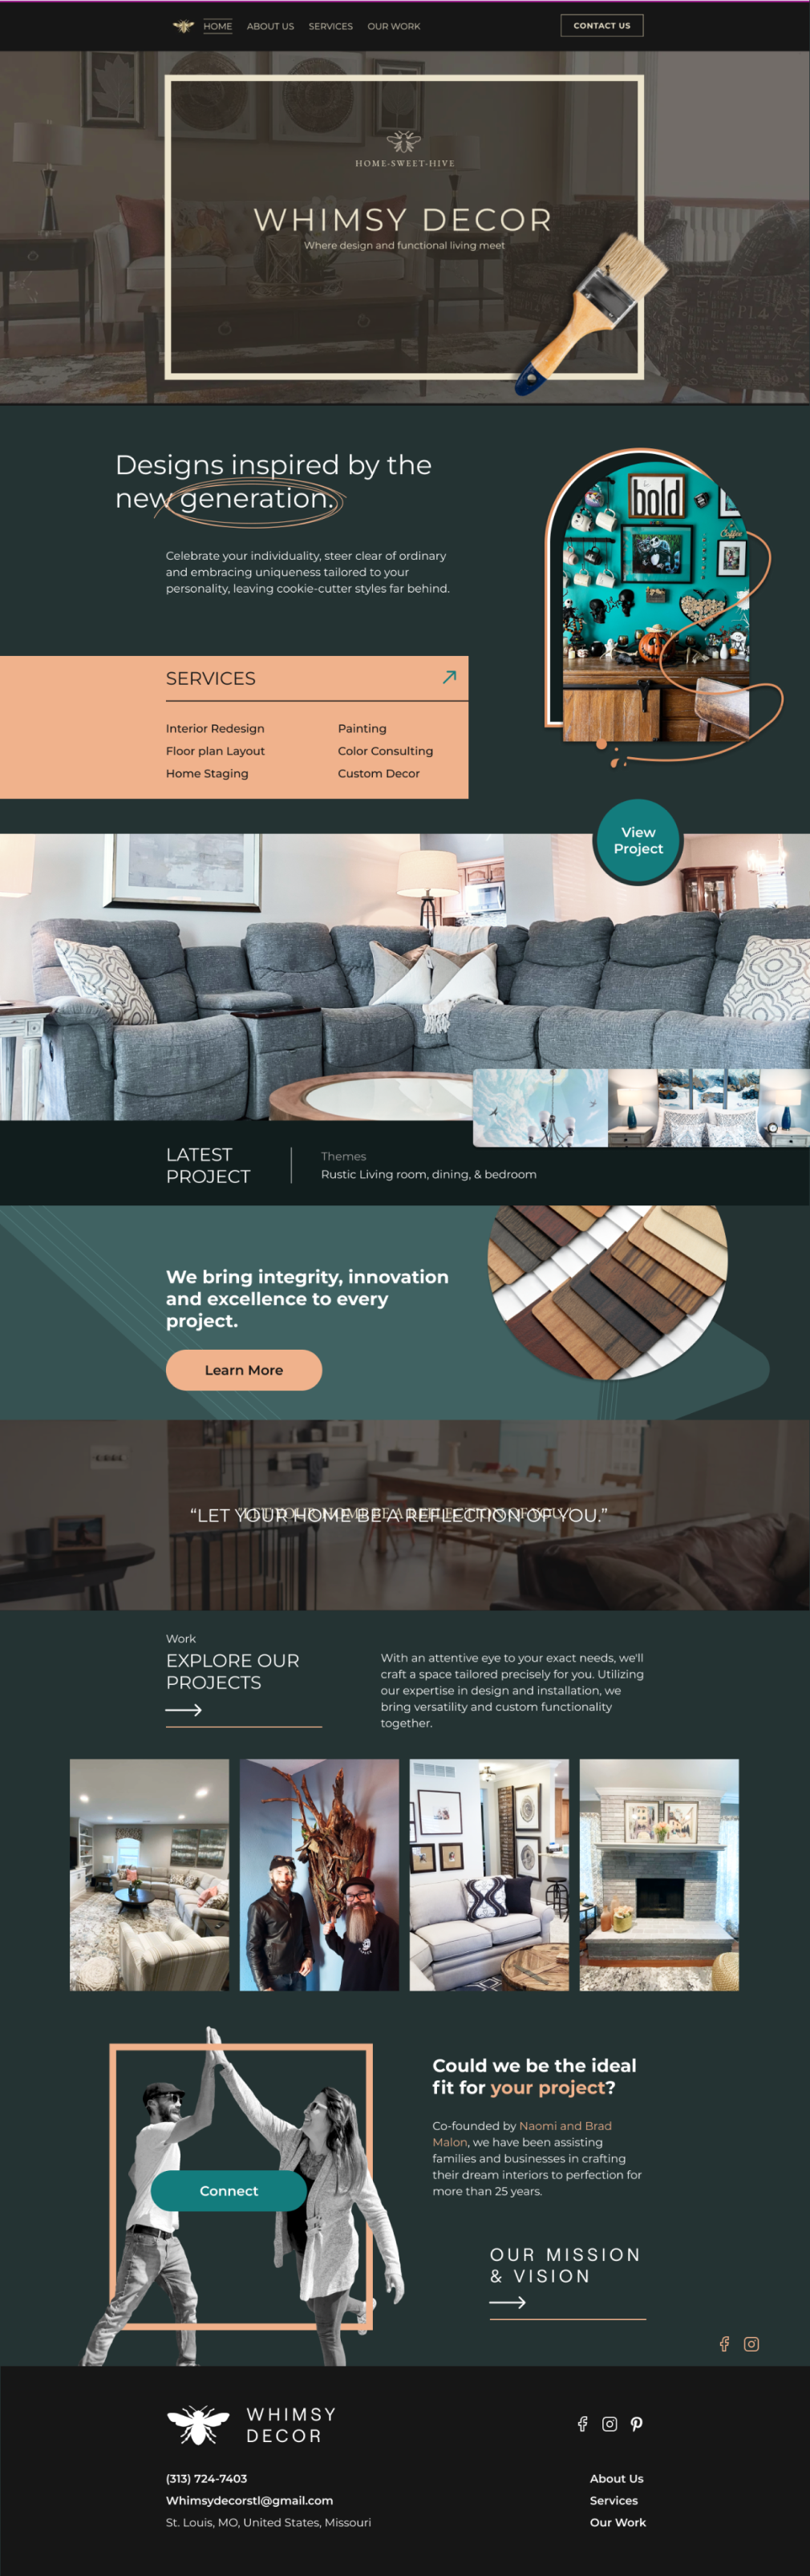 HOME ABOUT US SERVICES OUR WORK CONTACT US
HOME-SWEET-HIVE
WHIMSY DECOR
Where design and functional living meet
Designs inspired by the
new generation.
Celebrate your individuality, steer clear of ordinary
and embracing uniqueness tailored to your
personality, leaving cookie-cutter styles far behind.
bold
Coffee
SERVICES
Interior Redesign Painting
Floor plan Layout Color Consulting
Home Staging Custom Decor
View
Project
LATEST
PROJECT
Themes
Rustic Living room, dining, & bedroom
We bring integrity, innovation
and excellence to every
project.
Learn More
“LET YOUR HOME BE A REFLECTION OF YOU.”
Work
EXPLORE OUR
PROJECTS
With an attentive eye to your exact needs, we'll
craft a space tailored precisely for you. Utilizing
our expertise in design and installation, we
bring versatility and custom functionality
together.
Could we be the ideal
fit for your project?
Co-founded by Naomi and Brad
Malon, we have been assisting
families and businesses in crafting
their dream interiors to perfection for
more than 25 years.
Connect
OUR MISSION
& VISION
WHIMSY
DECOR
(313) 724-7403
Whimsydecorstl@gmail.com
St. Louis, MO, United States, Missouri
About Us
Services
Our Work